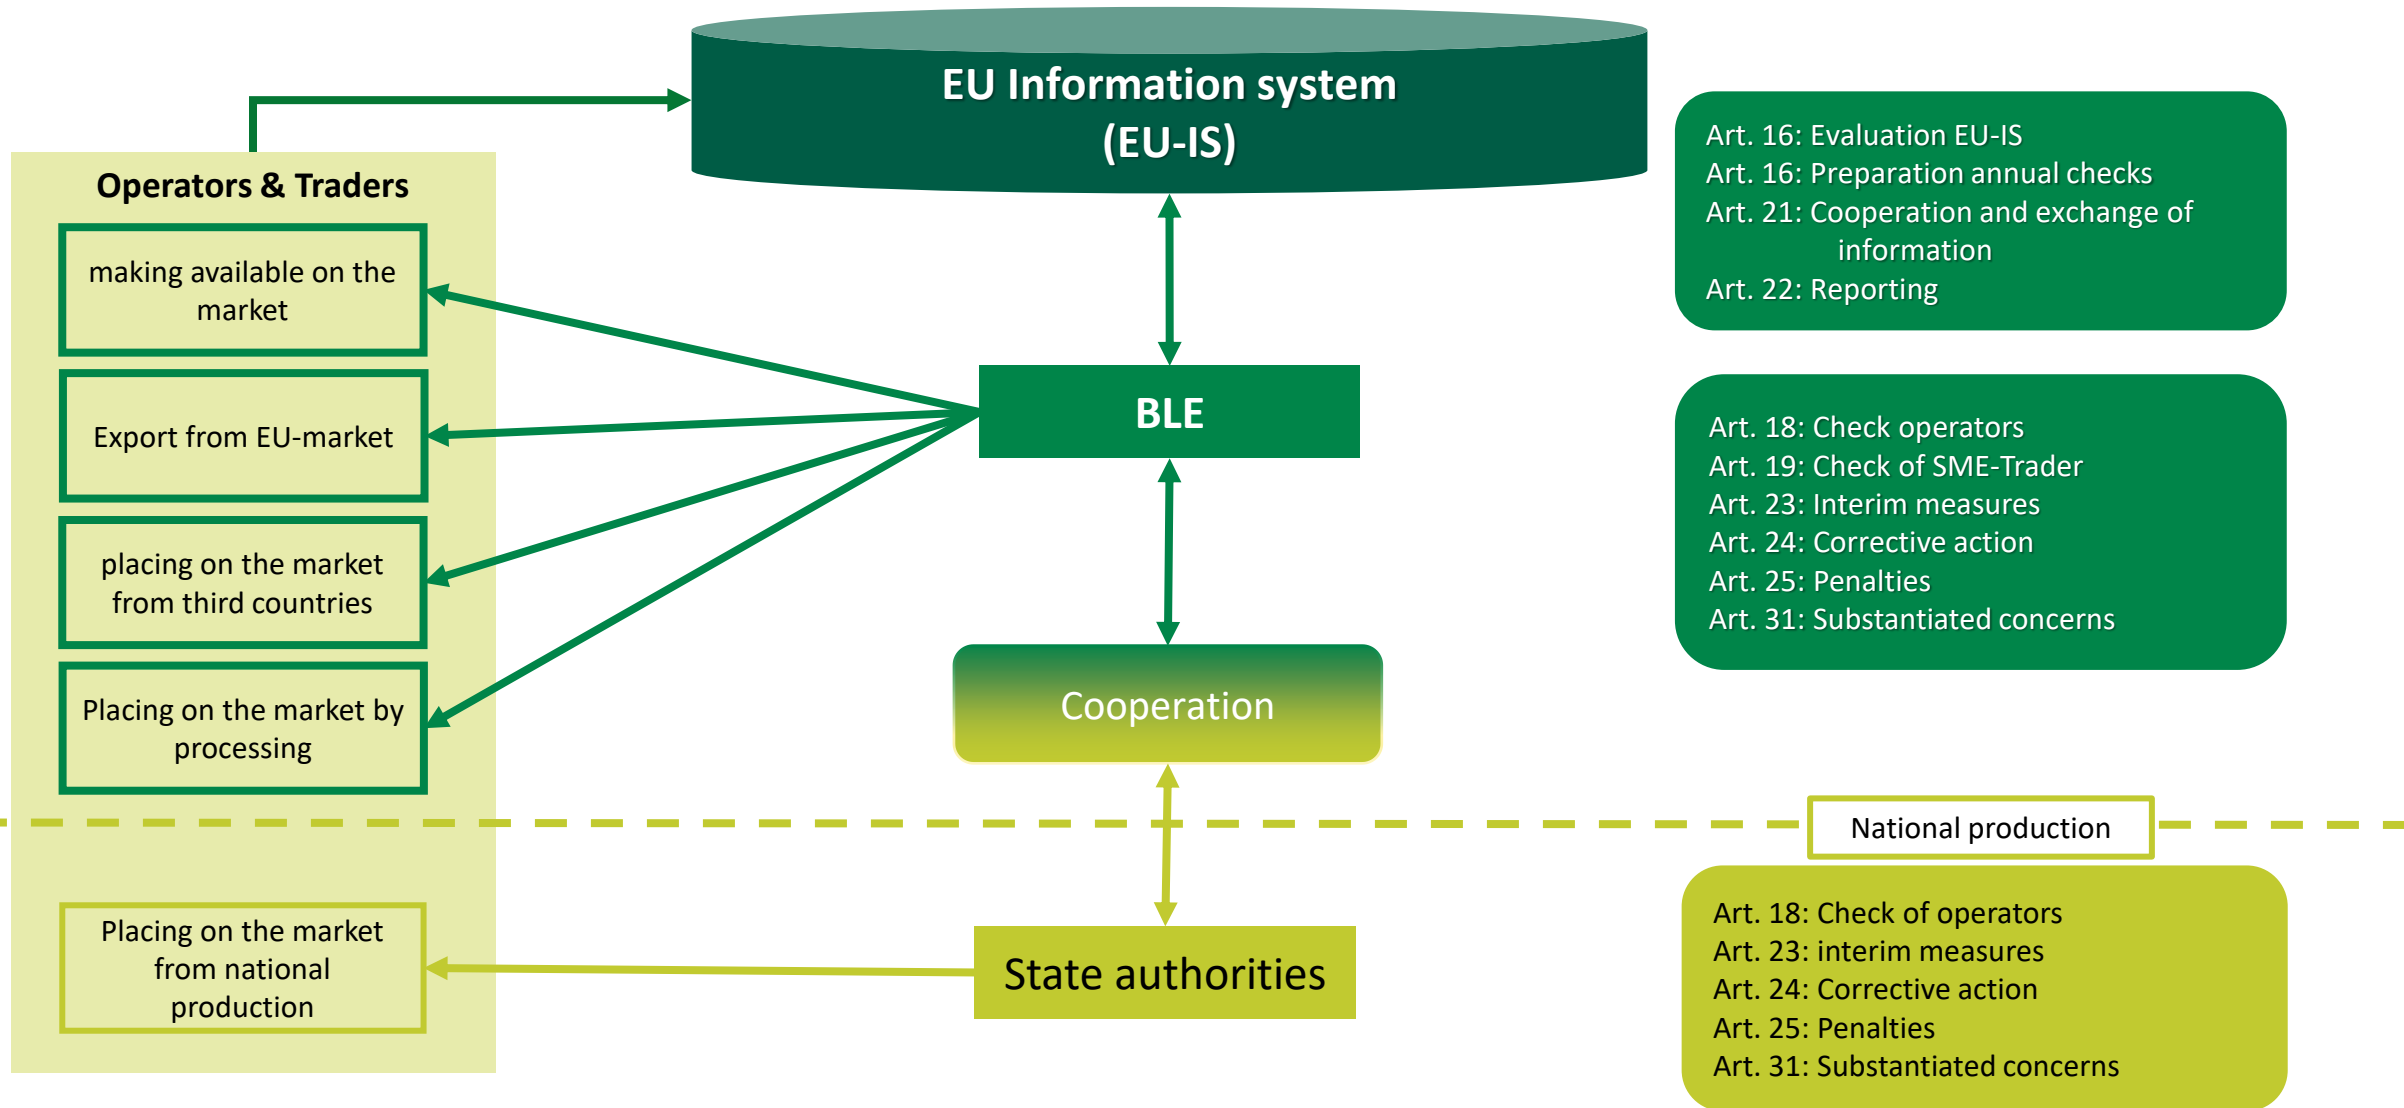 EU Information system
(EU-IS)
Operators & Traders
making available on the
market
Export from EU-market
placing on the market
from third countries
Placing on the market by
processing
Placing on the market
from national
production
BLE
Cooperation
State authorities
Art. 16: Evaluation EU-IS
Art. 16: Preparation annual checks
Art. 21: Cooperation and exchange of
information
Art. 22: Reporting
Art. 18: Check operators
Art. 19: Check of SME-Trader
Art. 23: Interim measures
Art. 24: Corrective action
Art. 25: Penalties
Art. 31: Substantiated concerns
National production
Art. 18: Check of operators
Art. 23: interim measures
Art. 24: Corrective action
Art. 25: Penalties
Art. 31: Substantiated concerns